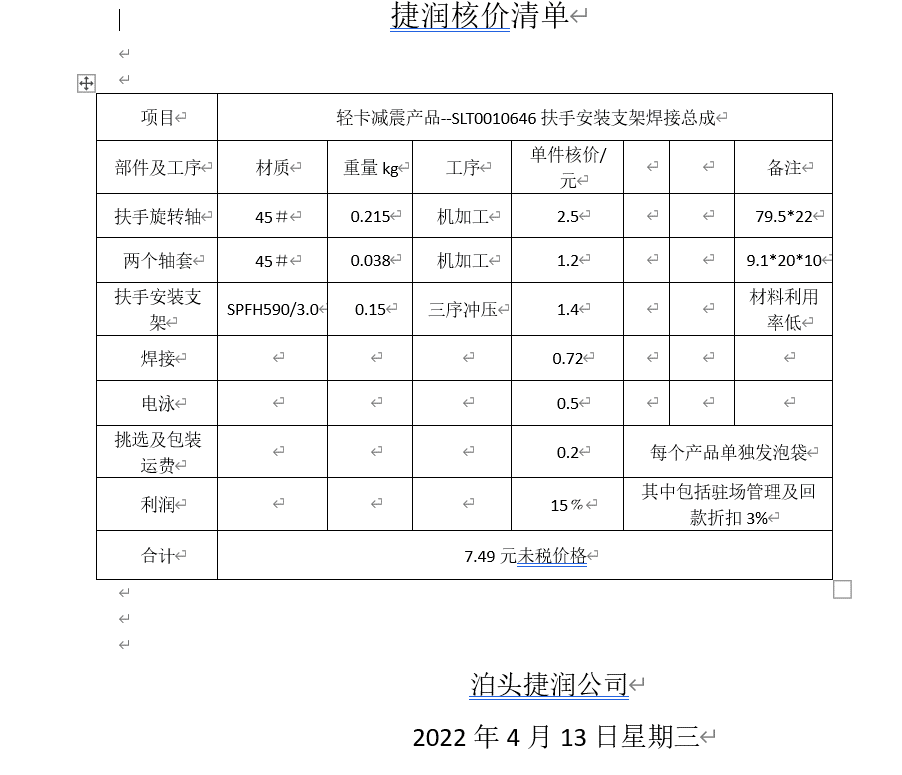 捷润核价清单
项目 轻卡减震产品--SLT0010646 扶手安装支架焊接总成
部件及工序 材质 重量 kg 工序 单件核价/元 备注
扶手旋转轴 45＃ 0.215 机加工 2.5 79.5*22
两个轴套 45＃ 0.038 机加工 1.2 9.1*20*10
扶手安装支架 SPFH590/3.0 0.15 三序冲压 1.4 材料利用率低
焊接 0.72
电泳 0.5
挑选及包装运费 0.2 每个产品单独发泡袋
利润 15％ 其中包括驻场管理及回款折扣 3%
合计 7.49 元未税价格
泊头捷润公司
2022 年 4 月 13 日星期三